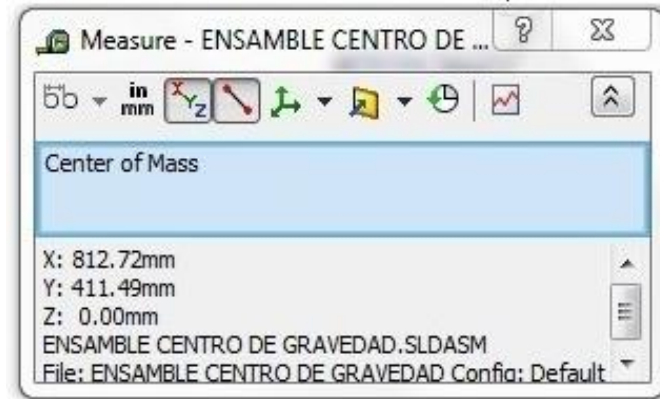 Measure - ENSAMBLE CENTRO DE ...
in
mm
X Y Z
Center of Mass
X: 812.72mm
Y: 411.49mm
Z: 0.00mm
ENSAMBLE CENTRO DE GRAVEDAD.SLDASM
File: ENSAMBLE CENTRO DE GRAVEDAD Config: Default